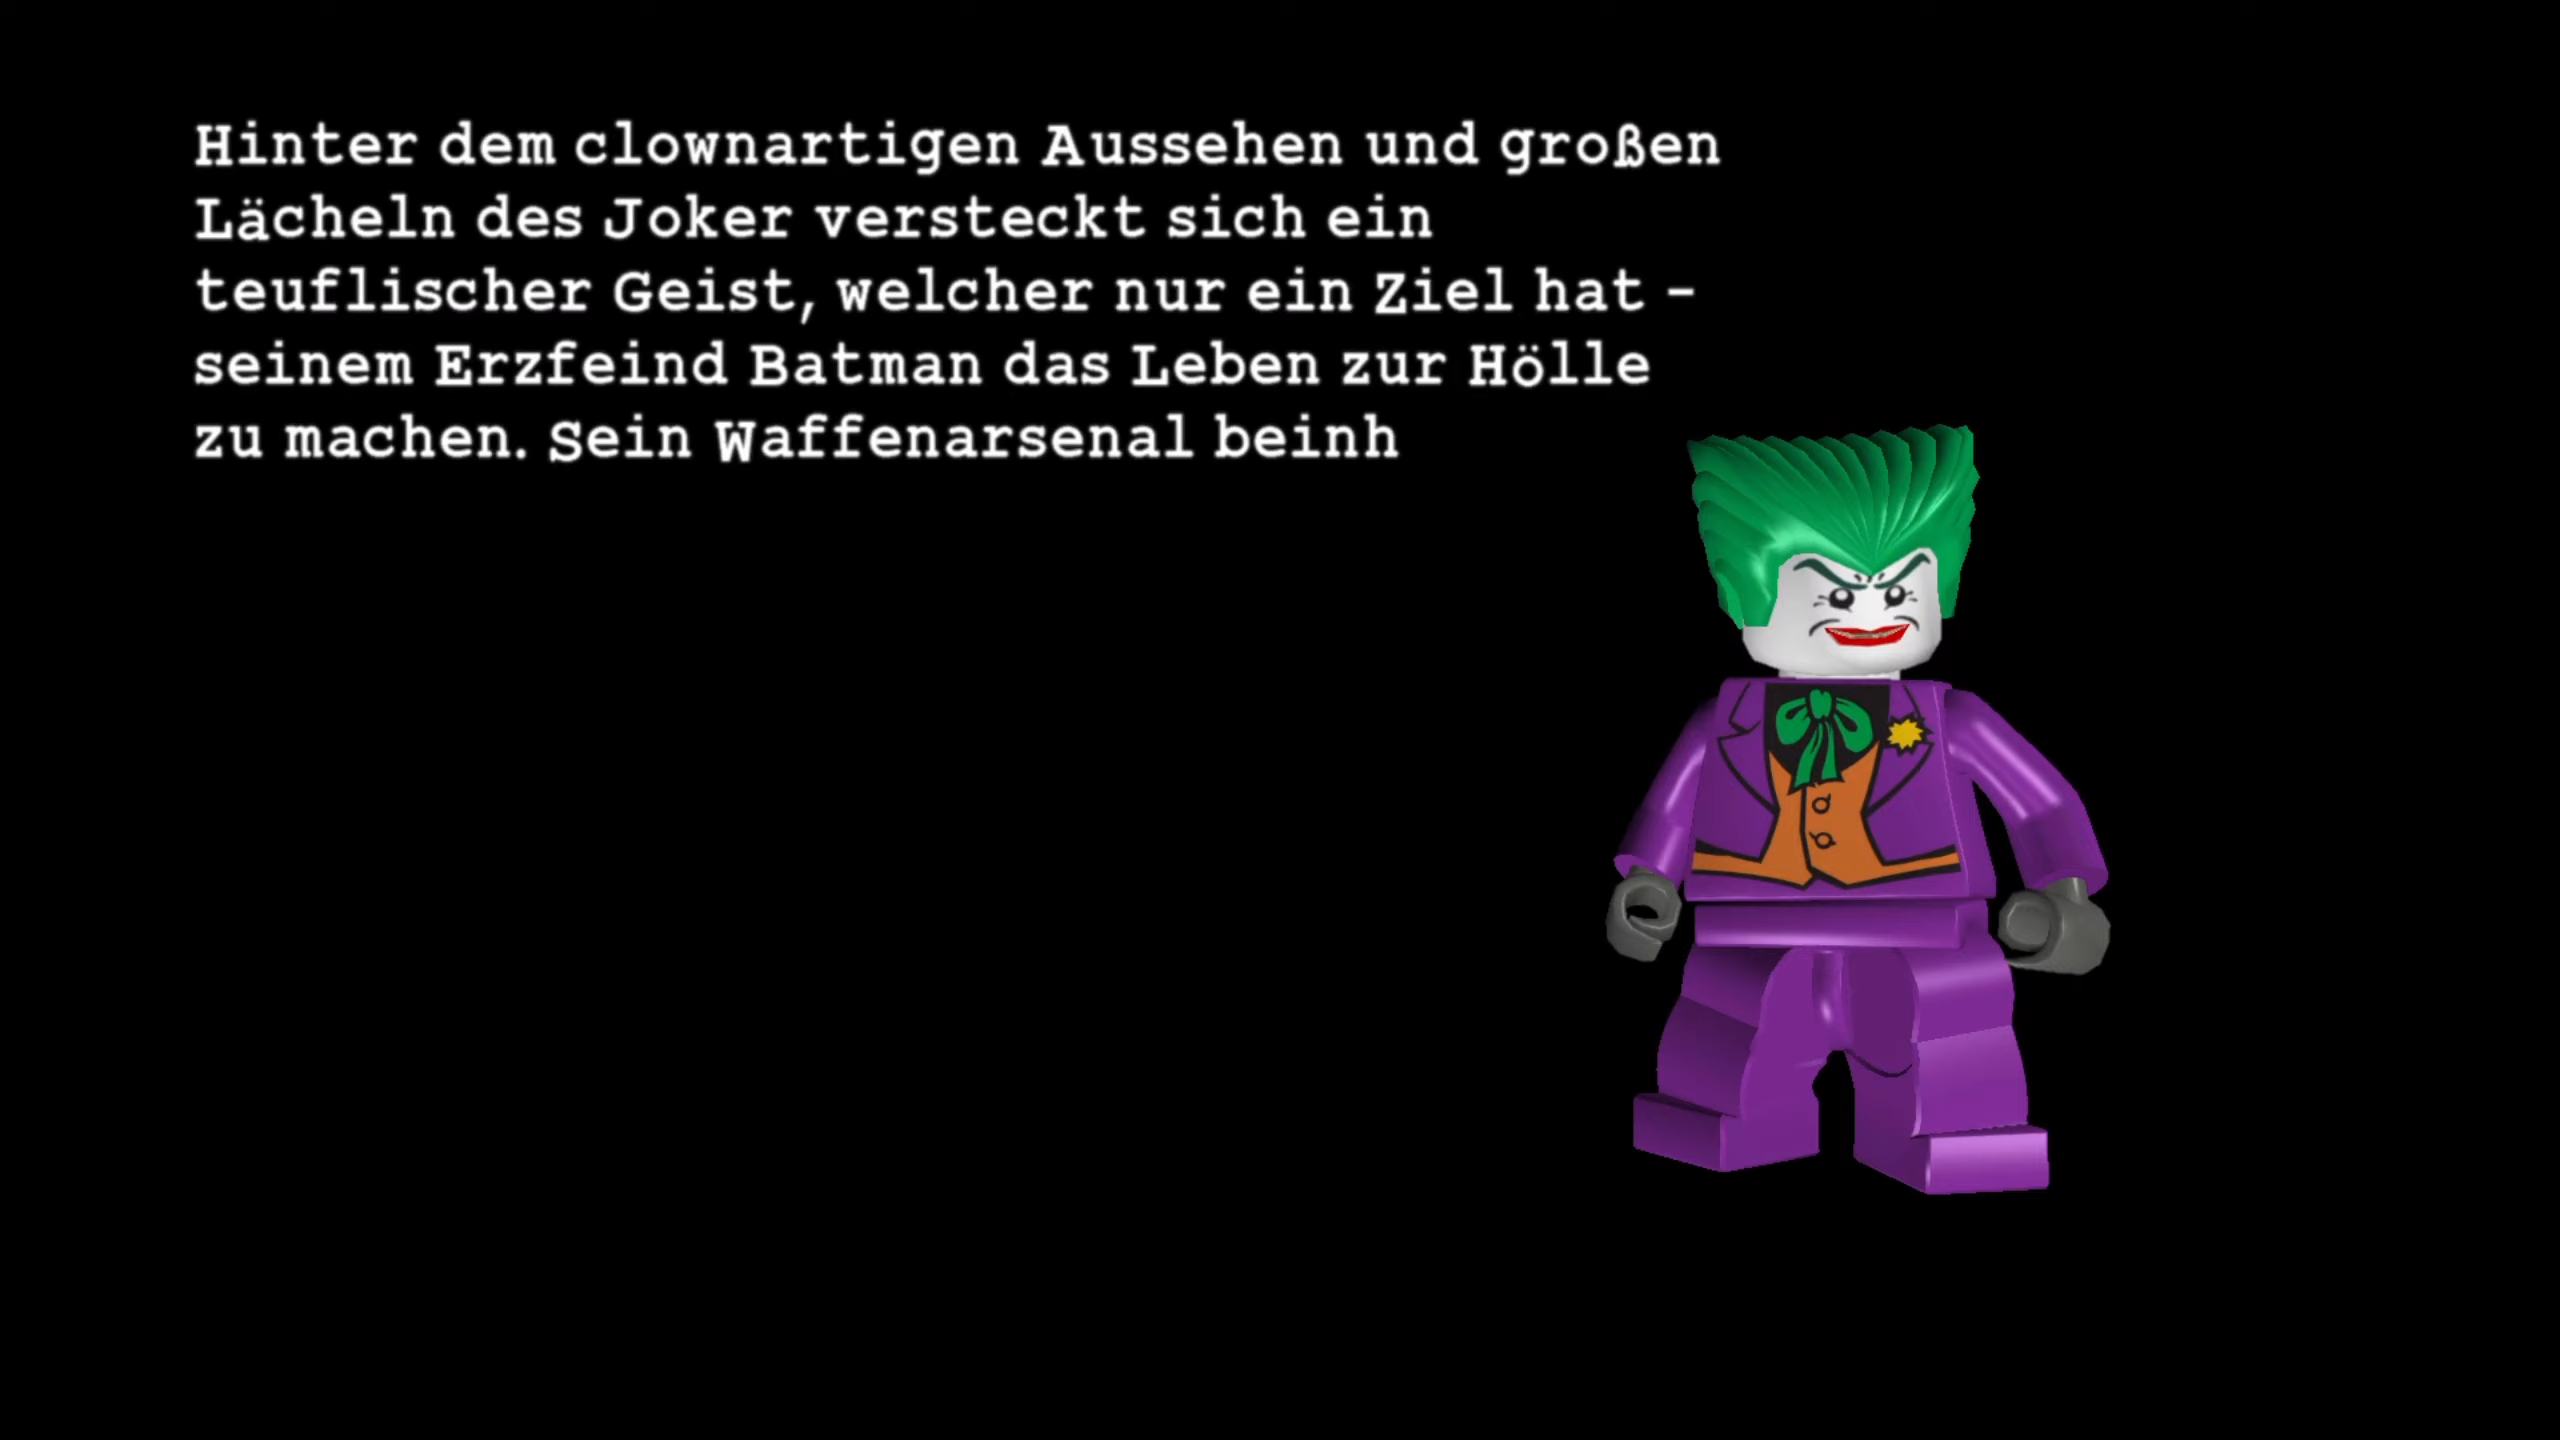 Hinter dem clownartigen Aussehen und großen
Lächeln des Joker versteckt sich ein
teuflischer Geist, welcher nur ein Ziel hat -
seinem Erzfeind Batman das Leben zur Hölle
zu machen. Sein Waffenarsenal beinh